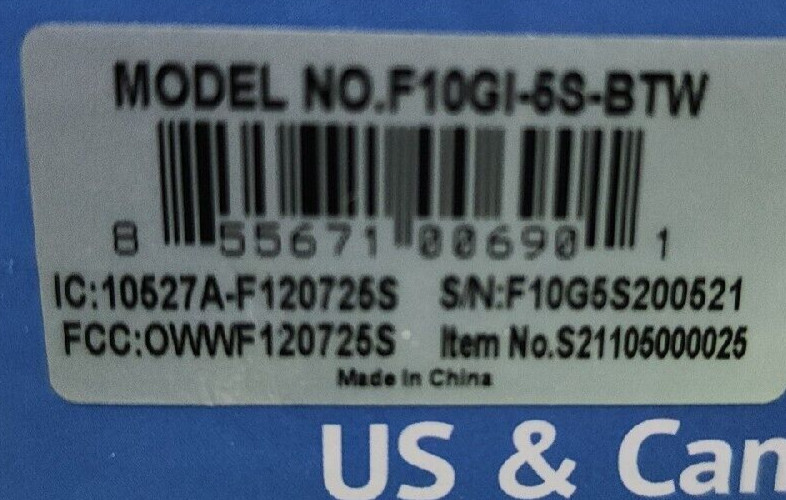 MODEL NO.F10GI-5S-BTW
8 55671 00690 1
IC:10527A-F120725S S/N:F10G5S200521
FCC:OWWF120725S Item No.S21105000025
Made In China
US & Can